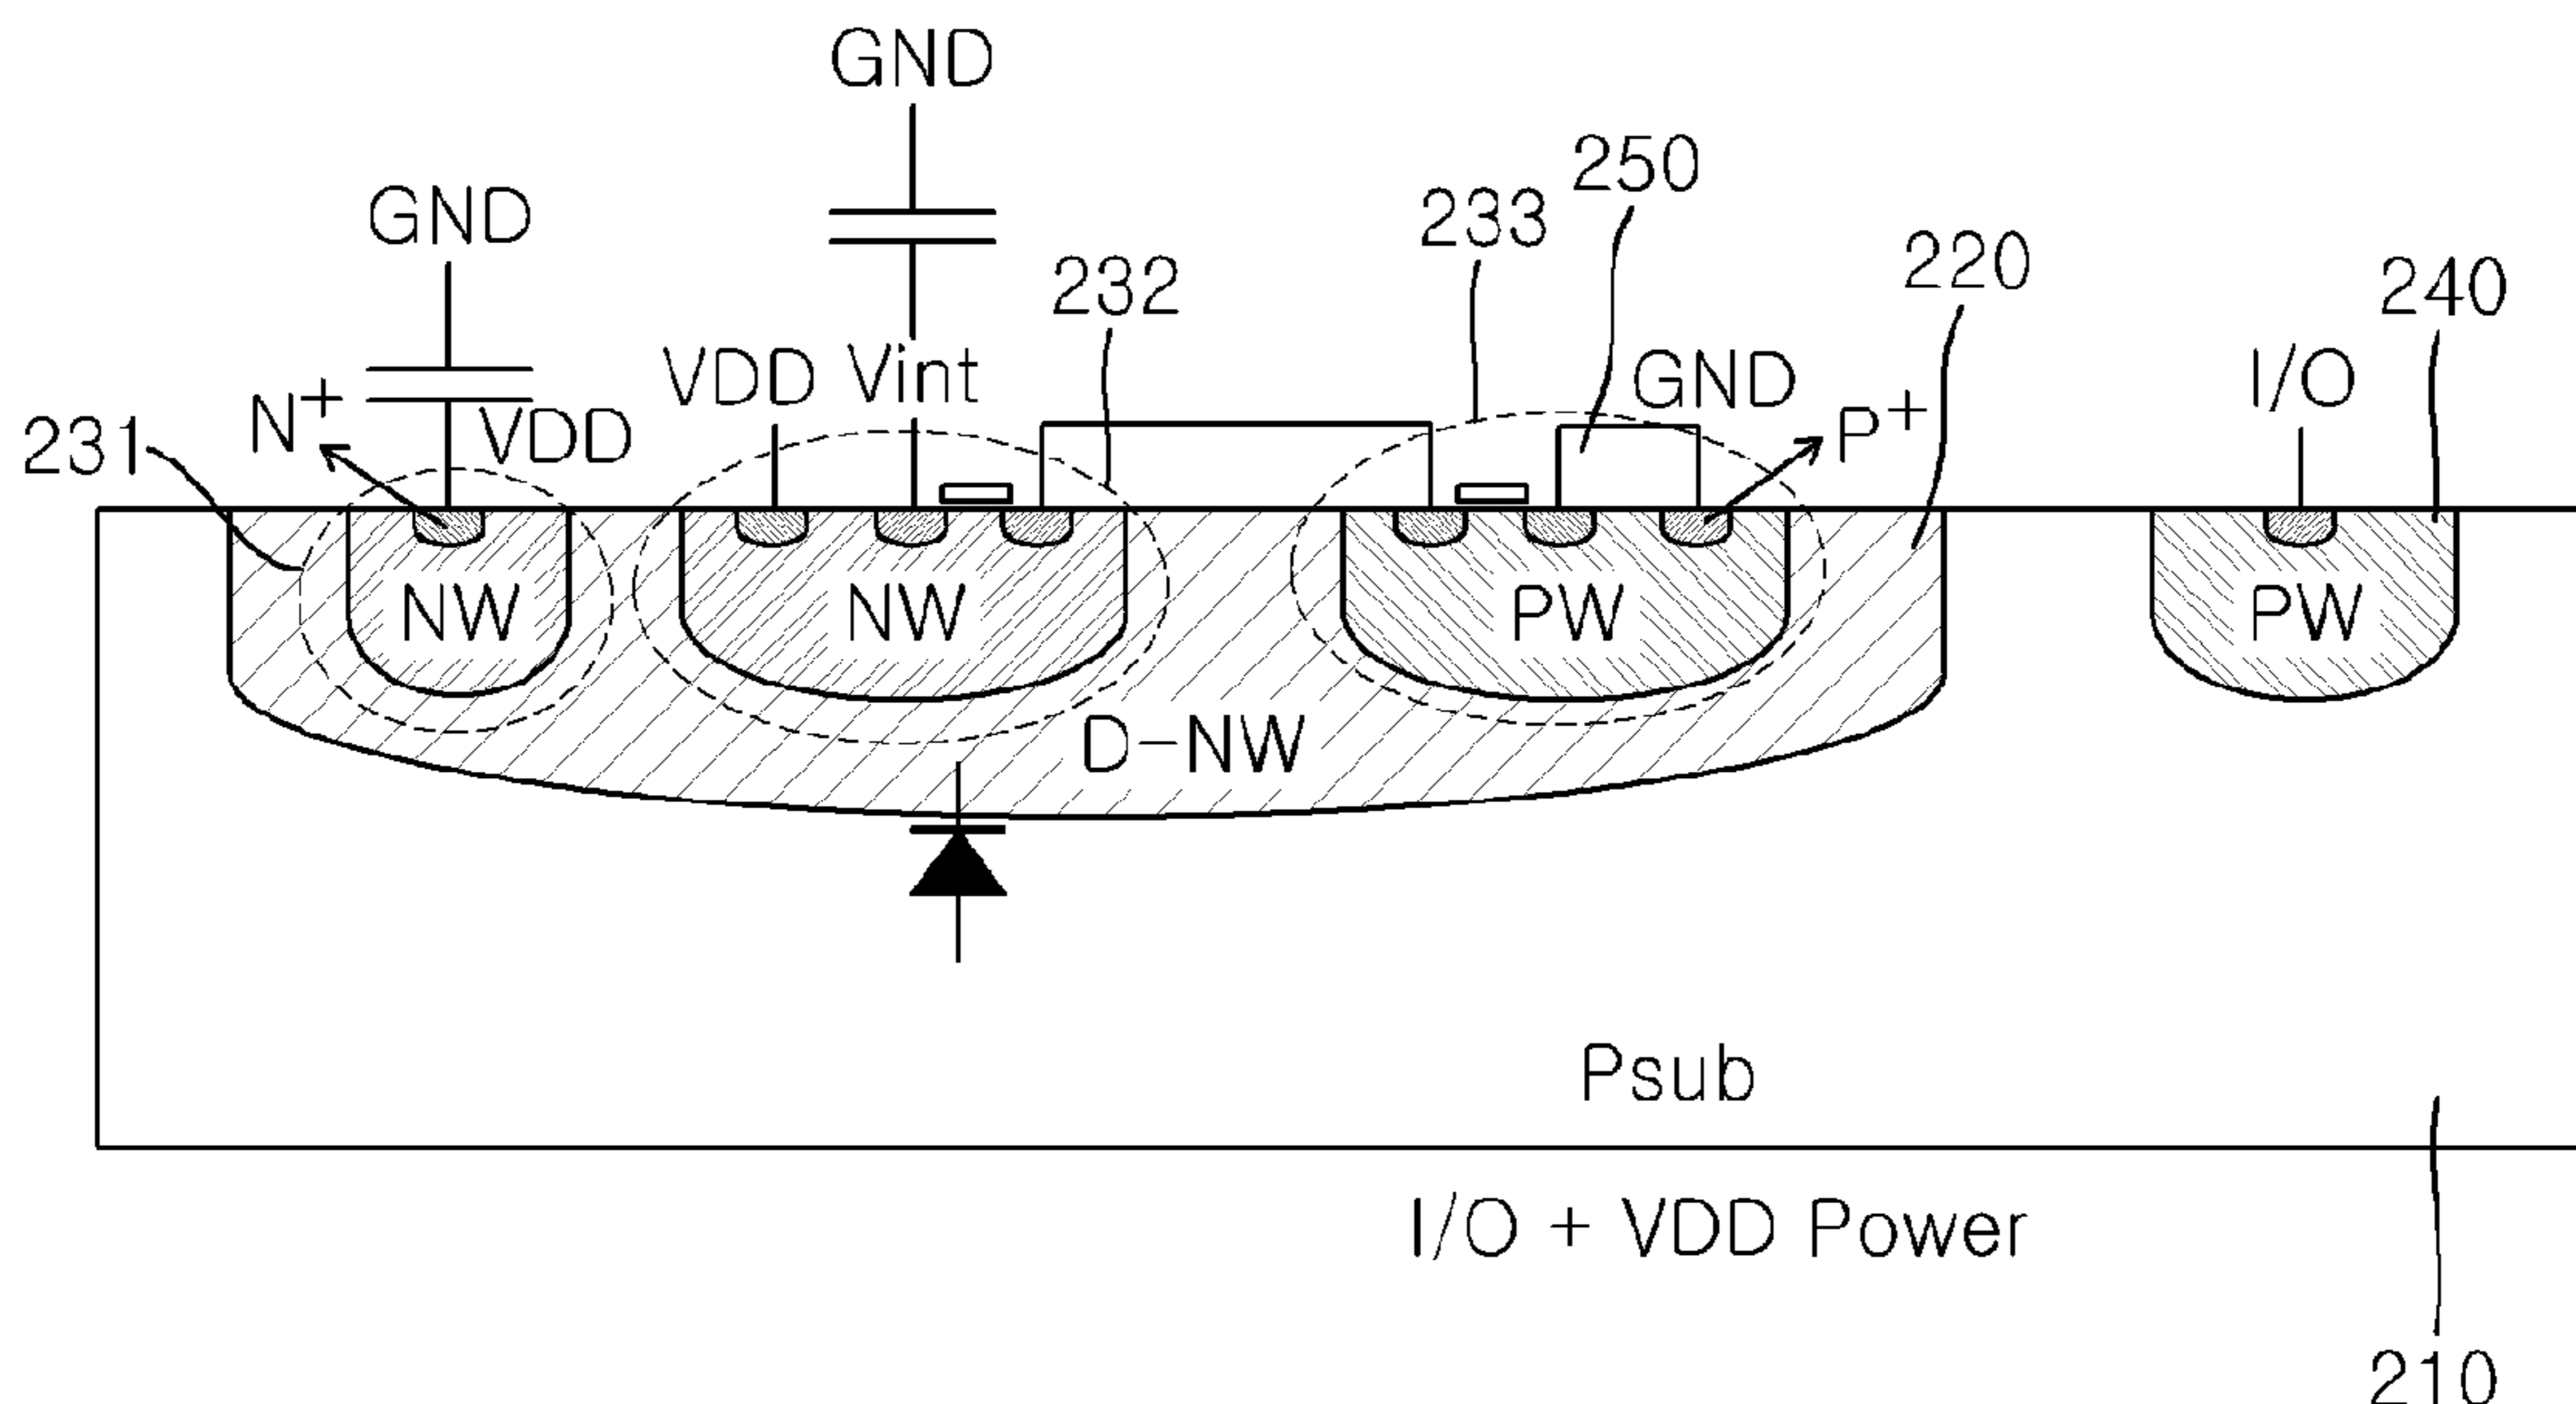 GND
250
233
GND
220
232
240
VDD
Vint
GND
I/O
N+
P+
VDD
231
NW
NW
PW
PW
D-NW
Psub
I/O + VDD Power
210